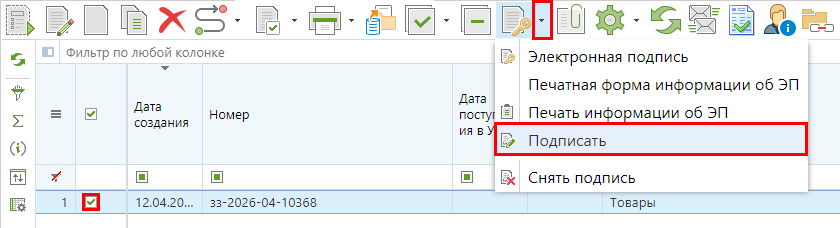 Фильтр по любой колонке
Электронная подпись
Печатная форма информации об ЭП
Печать информации об ЭП
Подписать
Снять подпись
Дата
создания
Номер
Дата
поступ
ия в У
1 12.04.20... зз-2026-04-10368 Товары